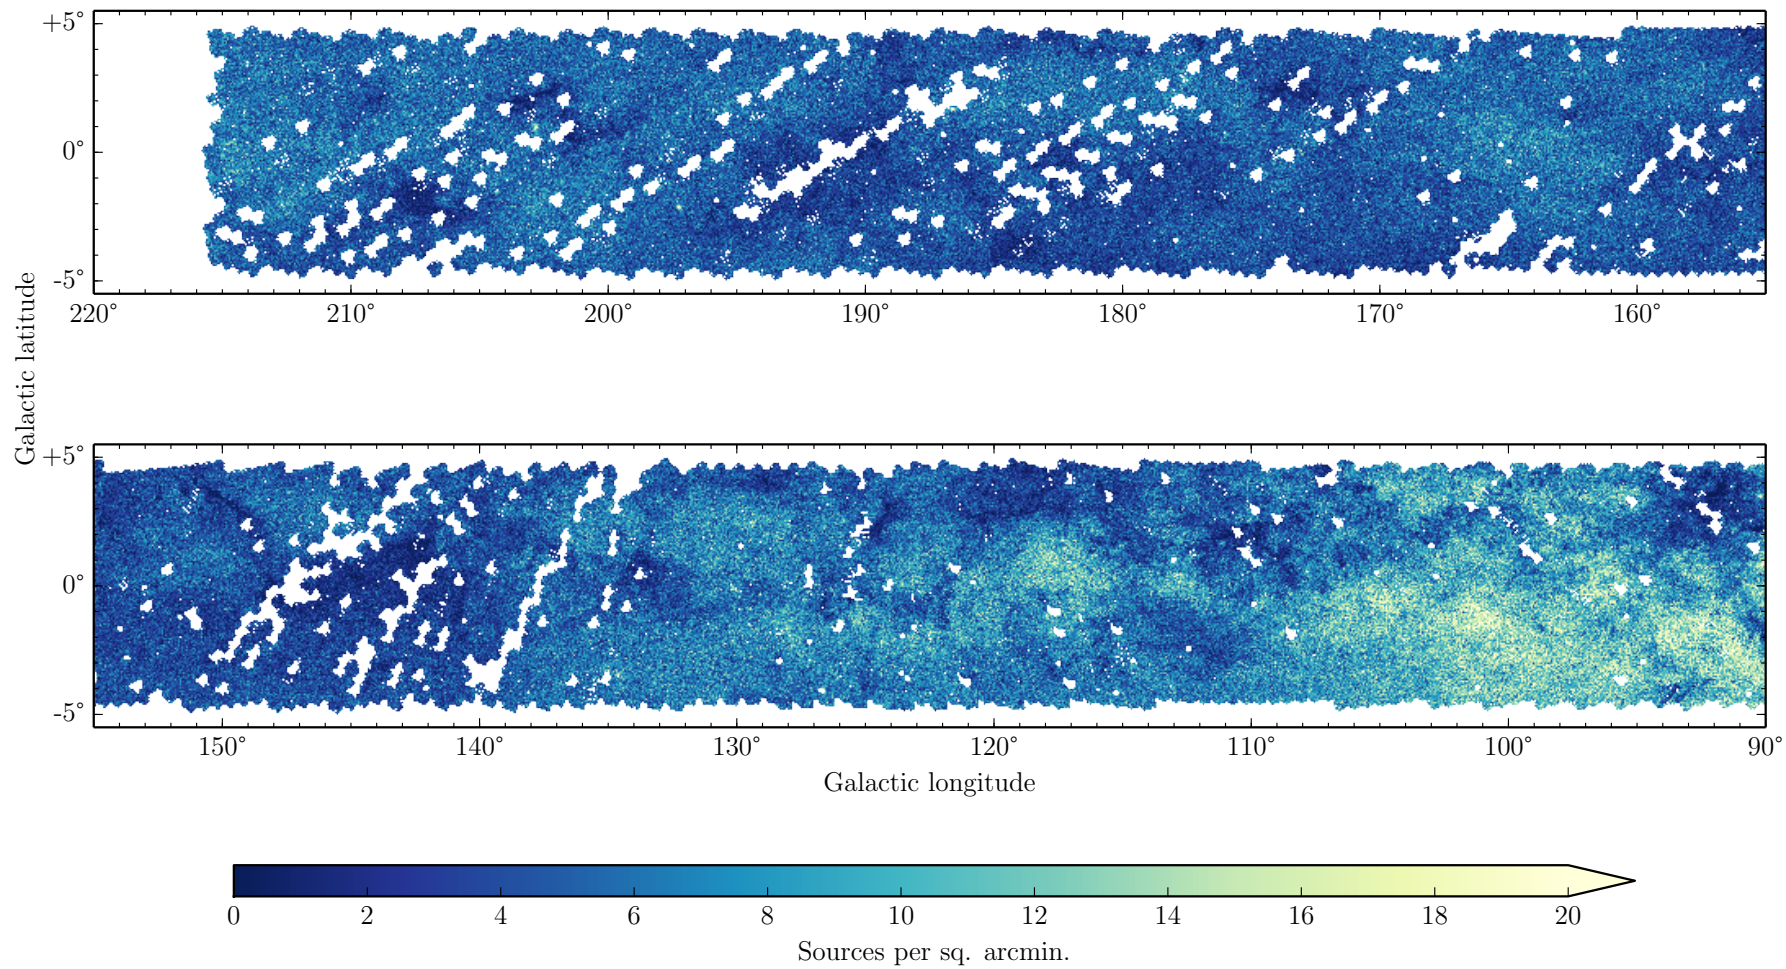 +5°
0°
-5°
220° 210° 200° 190° 180° 170° 160°
Galactic latitude
+5°
0°
-5°
150° 140° 130° 120° 110° 100° 90°
Galactic longitude
0 2 4 6 8 10 12 14 16 18 20
Sources per sq. arcmin.